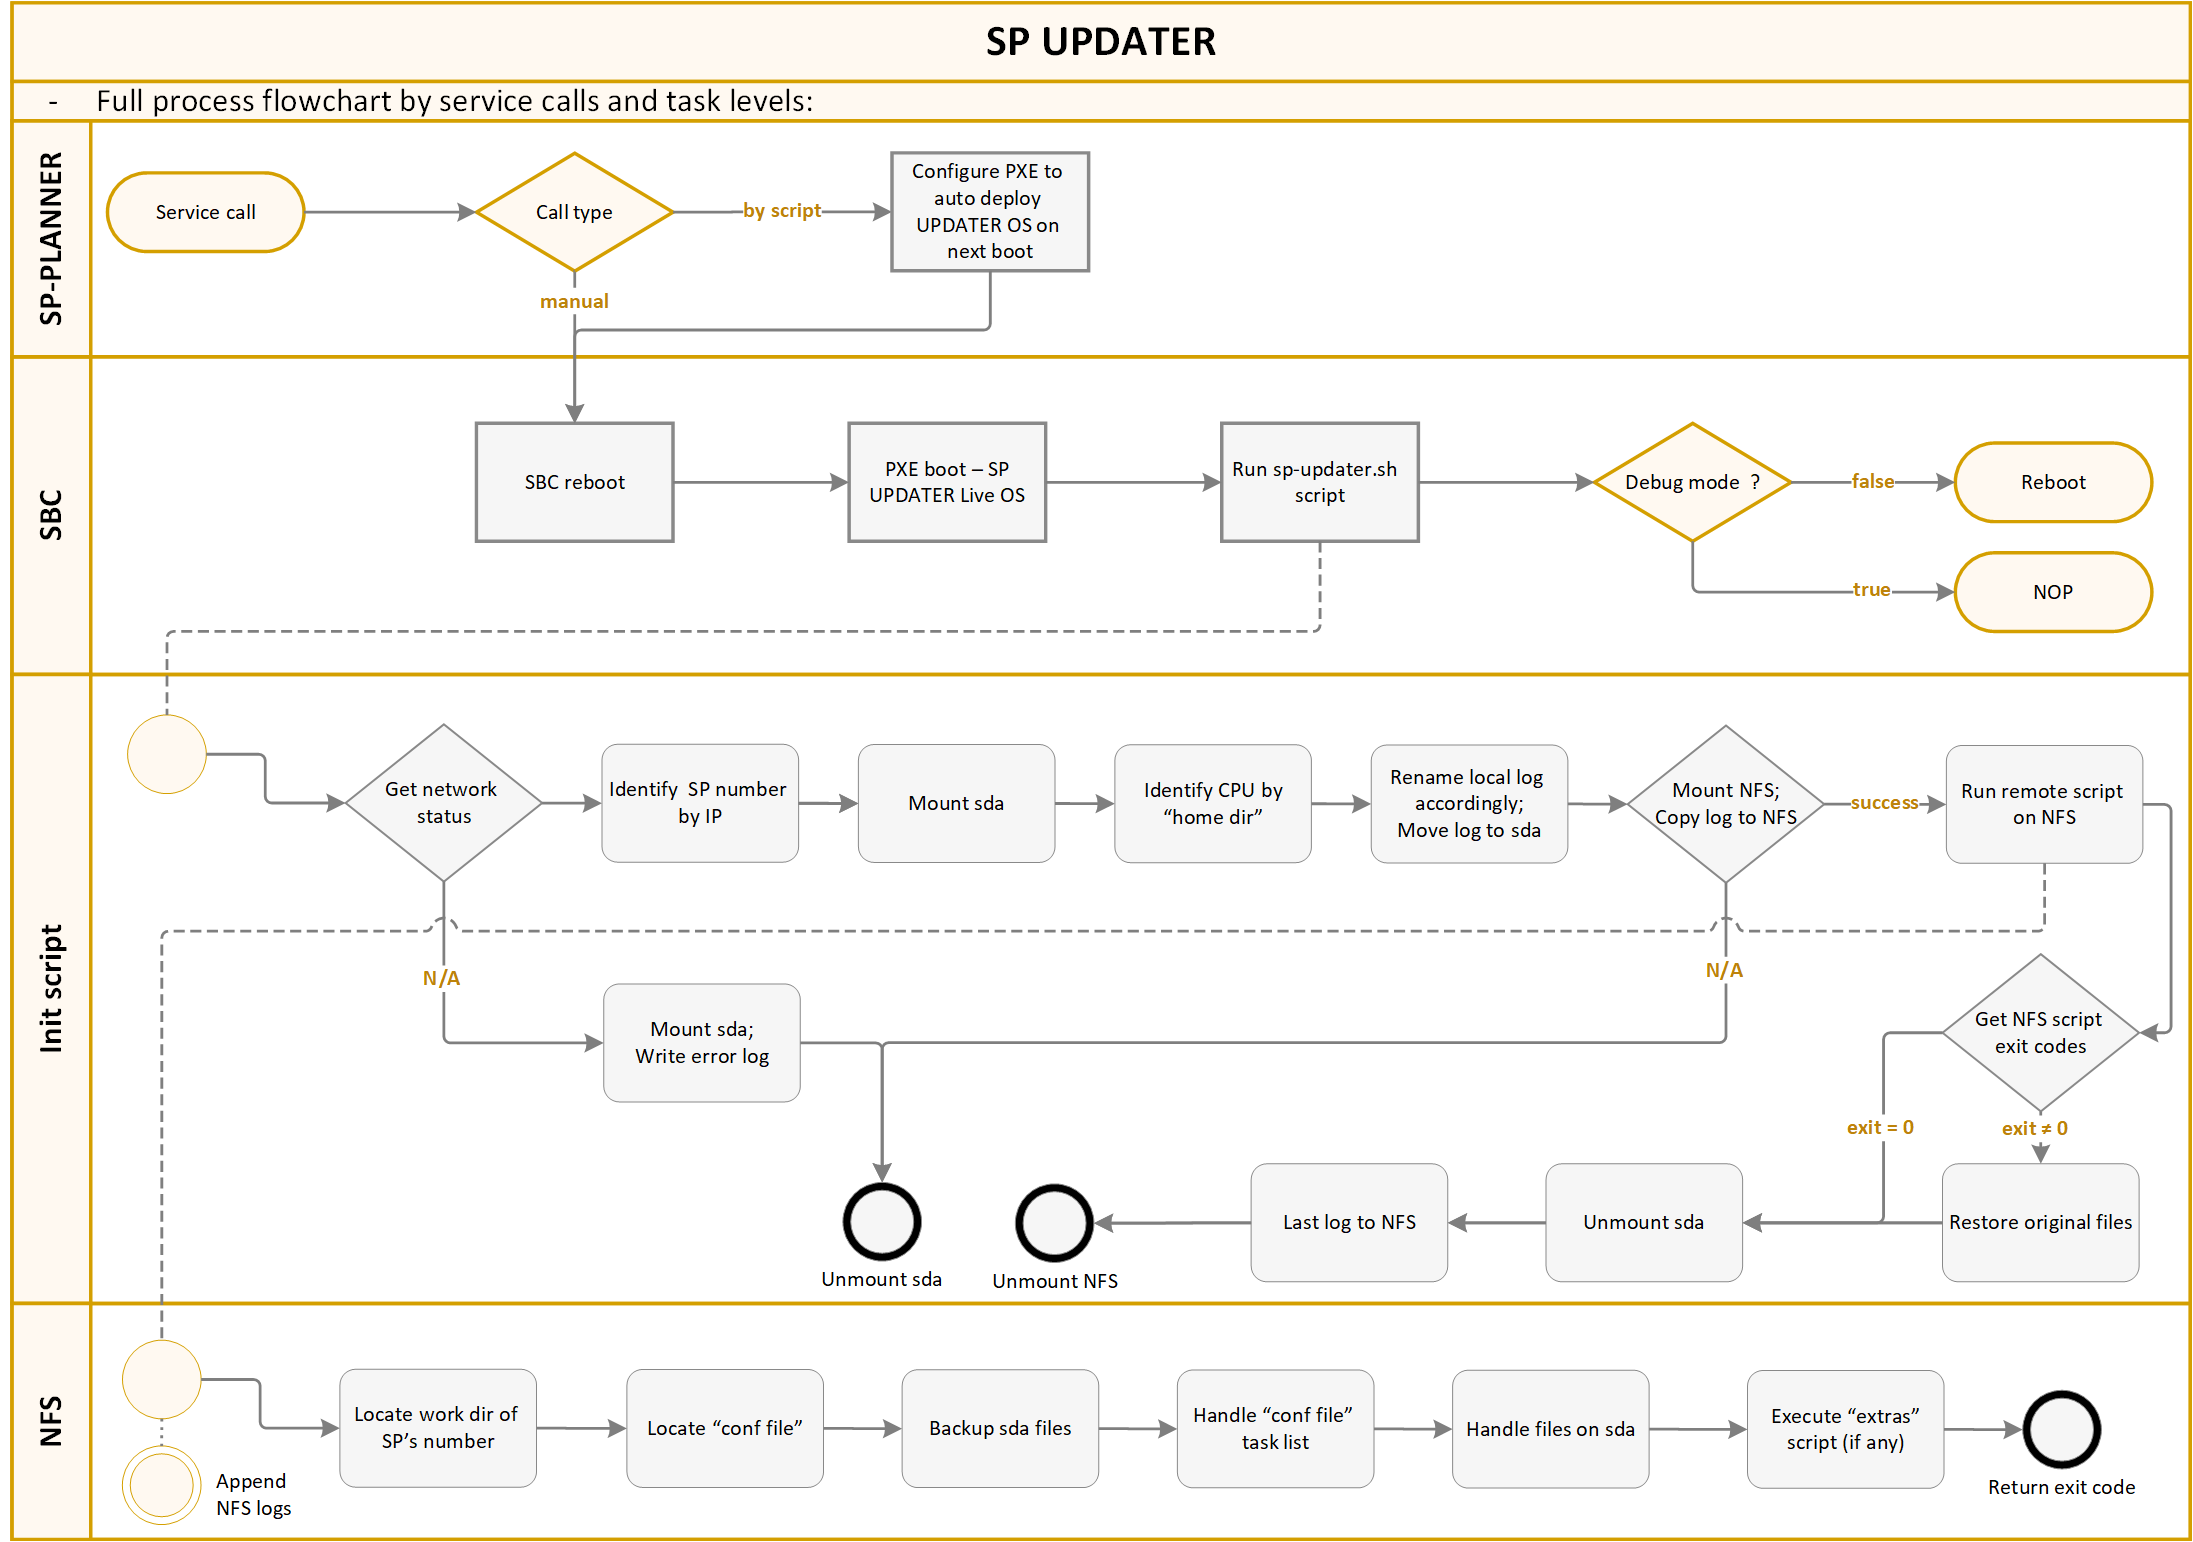 SP UPDATER
- Full process flowchart by service calls and task levels:
SP-PLANNER
Service call
Call type
by script
manual
Configure PXE to
auto deploy
UPDATER OS on
next boot
SBC
SBC reboot
PXE boot – SP
UPDATER Live OS
Run sp-updater.sh
script
Debug mode ?
false
Reboot
true
NOP
Init script
Get network
status
Identify SP number
by IP
Mount sda
Identify CPU by
“home dir”
Rename local log
accordingly;
Move log to sda
Mount NFS;
Copy log to NFS
success
Run remote script
on NFS
N/A
N/A
Mount sda;
Write error log
Get NFS script
exit codes
exit = 0
exit ≠ 0
Unmount sda
Unmount NFS
Last log to NFS
Unmount sda
Restore original files
NFS
Append
NFS logs
Locate work dir of
SP’s number
Locate “conf file”
Backup sda files
Handle “conf file”
task list
Handle files on sda
Execute “extras”
script (if any)
Return exit code